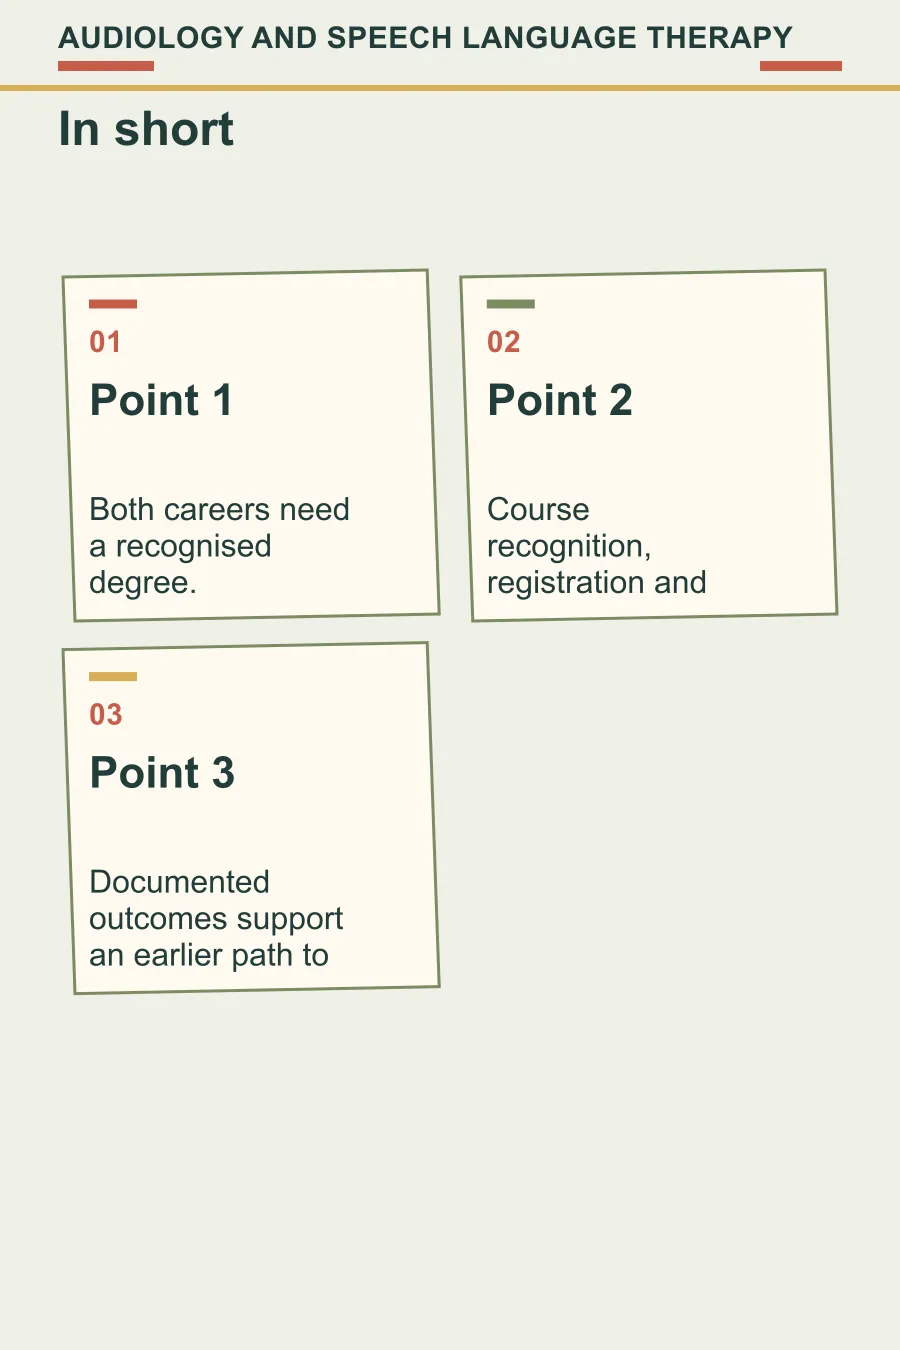 AUDIOLOGY AND SPEECH LANGUAGE THERAPY
In short
01
Point 1
Both careers need
a recognised
degree.
02
Point 2
Course
recognition,
registration and
03
Point 3
Documented
outcomes support
an earlier path to